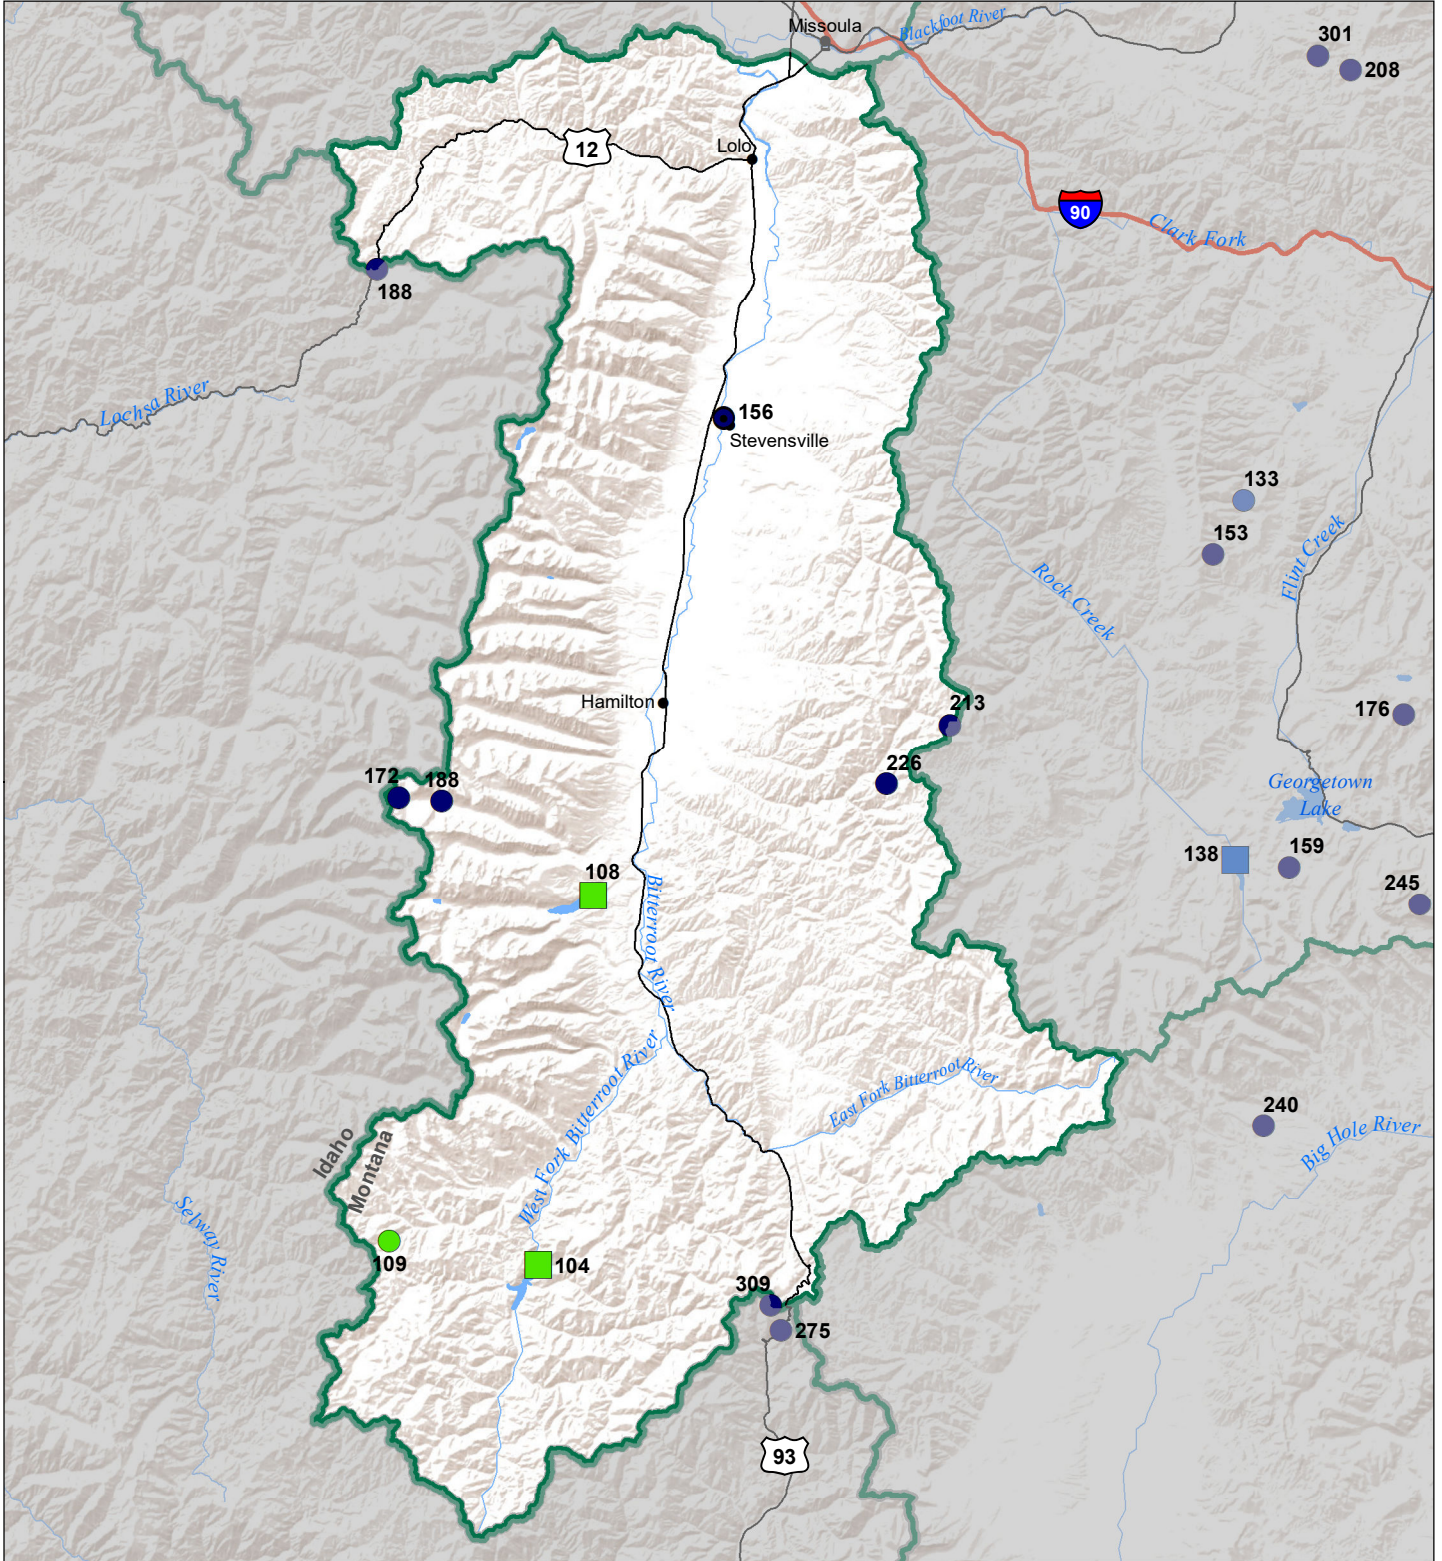 Missoula
Blackfoot River
301
208
12
Lolo
90
Clark Fork
188
Lochsa River
156
Stevensville
133
153
Flint Creek
Rock Creek
Hamilton
213
176
172
188
226
Georgetown
Lake
138
159
108
245
Bitterroot River
West Fork Bitterroot River
East Fork Bitterroot River
240
Big Hole River
Idaho
Montana
Selway River
109
104
309
275
93